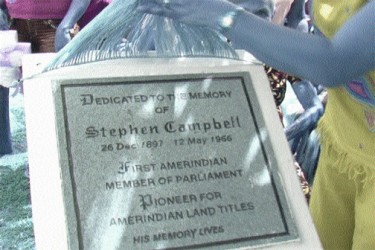 Dedicated to the memory
of
Stephen Campbell
26 Dec 1897 12 May 1966
First Amerindian
Member of Parliament
Pioneer for
Amerindian Land Titles
His Memory Lives